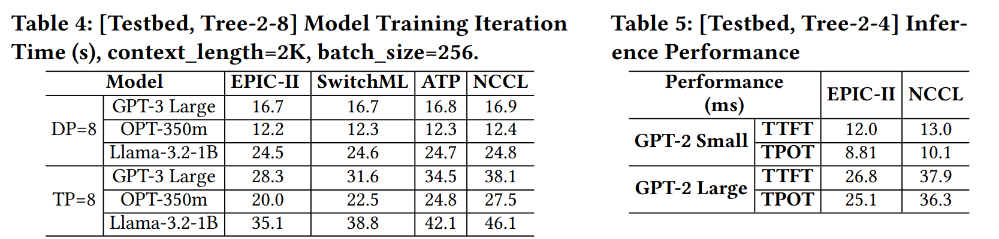 Table 4: [Testbed, Tree-2-8] Model Training Iteration
Time (s), context_length=2K, batch_size=256.
Model EPIC-II SwitchML ATP NCCL
DP=8
GPT-3 Large 16.7 16.7 16.8 16.9
OPT-350m 12.2 12.3 12.3 12.4
Llama-3.2-1B 24.5 24.6 24.7 24.8
TP=8
GPT-3 Large 28.3 31.6 34.5 38.1
OPT-350m 20.0 22.5 24.8 27.5
Llama-3.2-1B 35.1 38.8 42.1 46.1
Table 5: [Testbed, Tree-2-4] Infer-
ence Performance
Performance
(ms)
EPIC-II NCCL
GPT-2 Small
TTFT 12.0 13.0
TPOT 8.81 10.1
GPT-2 Large
TTFT 26.8 37.9
TPOT 25.1 36.3